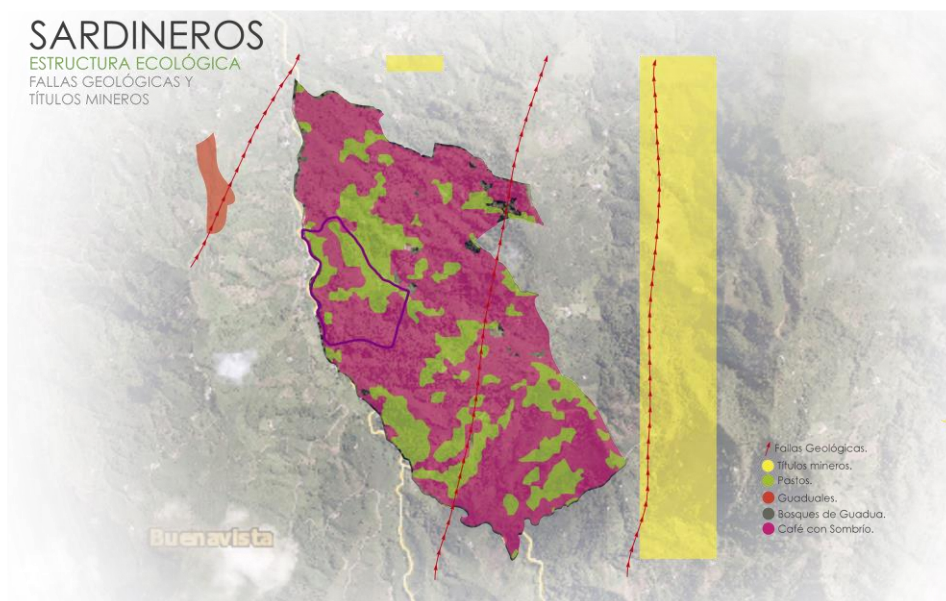 SARDINEROS
ESTRUCTURA ECOLÓGICA
FALLAS GEOLÓGICAS Y
TÍTULOS MINEROS
Fallas Geológicas.
Títulos mineros.
Pastos.
Guaduales.
Bosques de Guadua.
Café con Sombrío.
Buenavista